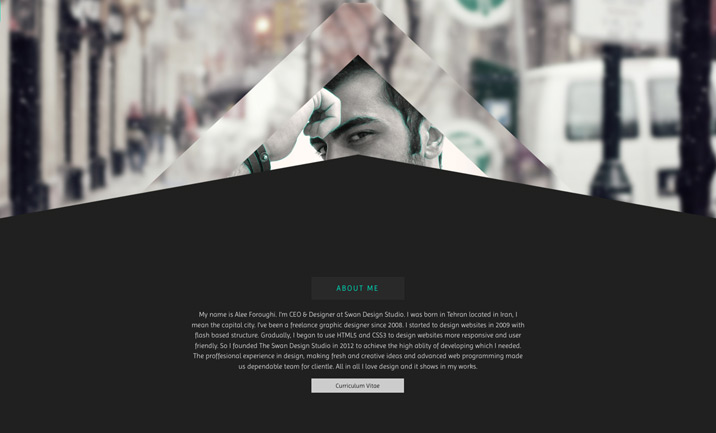 ABOUT ME
My name is Alee Foroughi. I'm CEO & Designer at Swan Design Studio. I was born in Tehran located in Iran, I
mean the capital city. I've been a freelance graphic designer since 2008. I started to design websites in 2009 with
flash based structure. Gradually, I began to use HTML5 and CSS3 to design websites more responsive and user
friendly. So I founded The Swan Design Studio in 2012 to achieve the high ablity of developing which I needed.
The proffesional experience in design, making fresh and creative ideas and advanced web programming made
us dependable team for clientle. All in all I love design and it shows in my works.
Curriculum Vitae